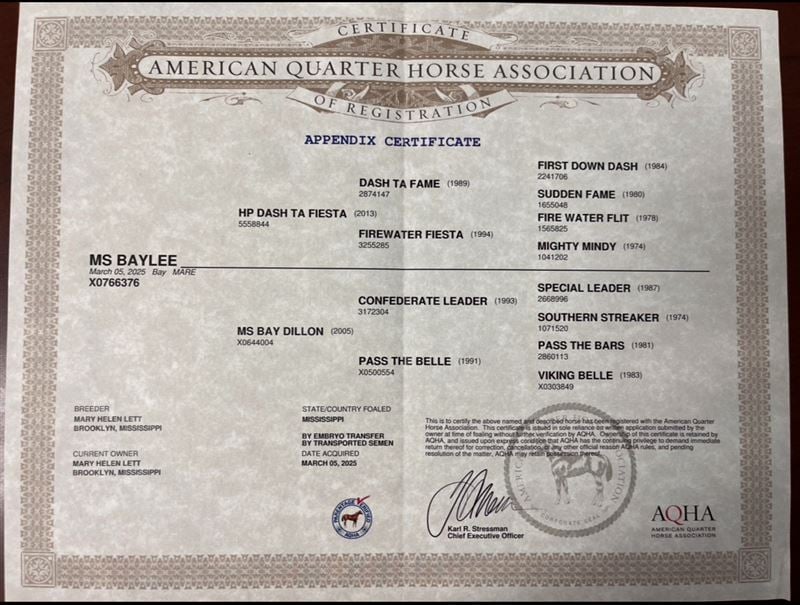 CERTIFICATE
AMERICAN QUARTER HORSE ASSOCIATION
OF REGISTRATION
APPENDIX CERTIFICATE
FIRST DOWN DASH (1984)
2241706
DASH TA FAME (1989)
2874147
SUDDEN FAME (1980)
1655048
HP DASH TA FIESTA (2013)
5558844
FIRE WATER FLIT (1978)
1565825
FIREWATER FIESTA (1994)
3255285
MIGHTY MINDY (1974)
1041202
MS BAYLEE
March 05, 2025 Bay MARE
X0766376
SPECIAL LEADER (1987)
2668996
CONFEDERATE LEADER (1993)
3172304
SOUTHERN STREAKER (1974)
1071520
MS BAY DILLON (2005)
X0644004
PASS THE BARS (1981)
2860113
PASS THE BELLE (1991)
X0500554
VIKING BELLE (1983)
X0303849
BREEDER
MARY HELEN LETT
BROOKLYN, MISSISSIPPI
CURRENT OWNER
MARY HELEN LETT
BROOKLYN, MISSISSIPPI
STATE/COUNTRY FOALED
MISSISSIPPI
BY EMBRYO TRANSFER
BY TRANSPORTED SEMEN
DATE ACQUIRED
MARCH 05, 2025
This is to certify the above named and described horse has been registered with the American Quarter
Horse Association. This certificate is issued in sole reliance on written application submitted by the
owner at time of foaling without further verification by AQHA. Ownership of this certificate is retained by
AQHA, and issued upon express condition that AQHA has the continuing privilege to demand immediate
return thereof for correction, cancellation, or any other official reason AQHA rules, and pending
resolution of the matter, AQHA may retain possession thereof.
PARENTAGE VERIFIED
AQHA
Karl R. Stressman
Chief Executive Officer
CORPORATE SEAL
AQHA
AMERICAN QUARTER
HORSE ASSOCIATION